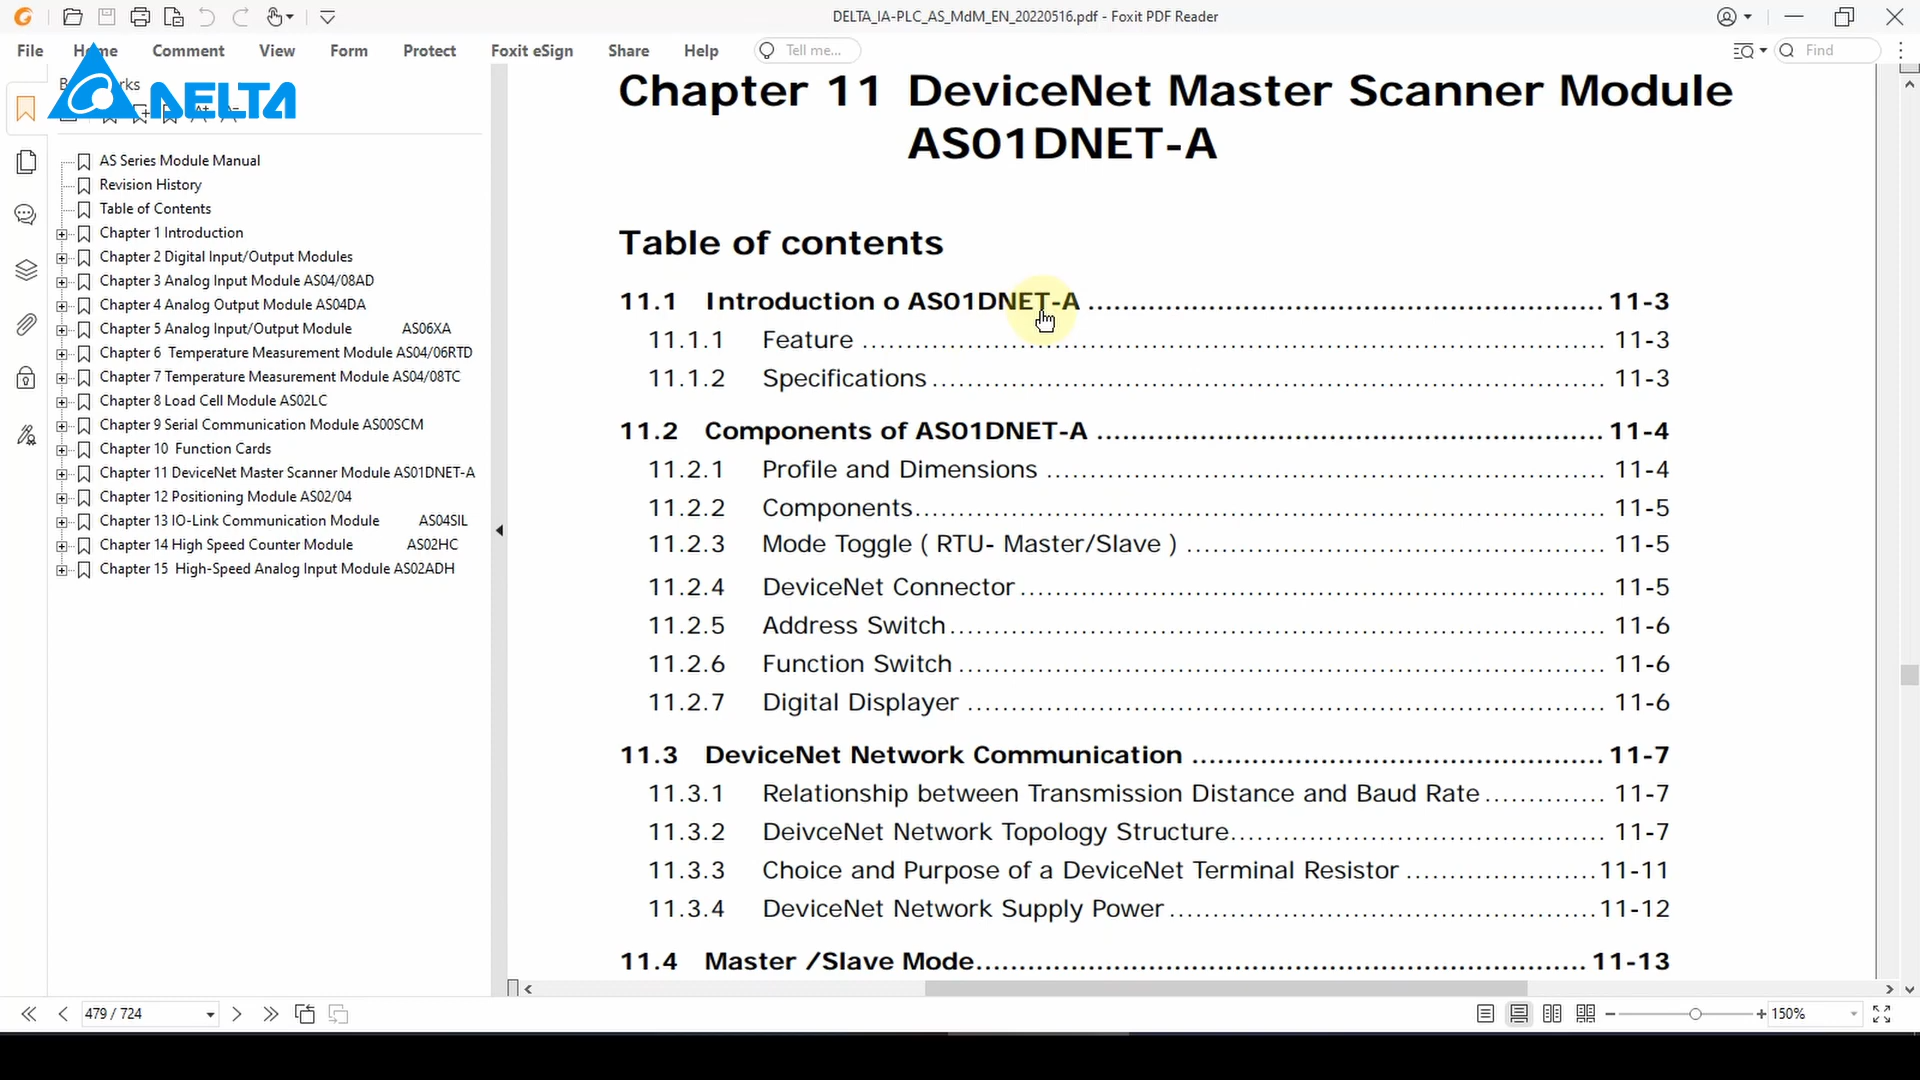 DELTA_IA-PLC_AS_MdM_EN_20220516.pdf - Foxit PDF Reader
File Home Comment View Form Protect Foxit eSign Share Help Tell me... Find
DELTA
AS Series Module Manual
Revision History
Table of Contents
Chapter 1 Introduction
Chapter 2 Digital Input/Output Modules
Chapter 3 Analog Input Module AS04/08AD
Chapter 4 Analog Output Module AS04DA
Chapter 5 Analog Input/Output Module AS06XA
Chapter 6 Temperature Measurement Module AS04/06RTD
Chapter 7 Temperature Measurement Module AS04/08TC
Chapter 8 Load Cell Module AS02LC
Chapter 9 Serial Communication Module AS00SCM
Chapter 10 Function Cards
Chapter 11 DeviceNet Master Scanner Module AS01DNET-A
Chapter 12 Positioning Module AS02/04
Chapter 13 IO-Link Communication Module AS04SIL
Chapter 14 High Speed Counter Module AS02HC
Chapter 15 High-Speed Analog Input Module AS02ADH
Chapter 11 DeviceNet Master Scanner Module
AS01DNET-A
Table of contents
11.1 Introduction o AS01DNET-A ........ 11-3
11.1.1 Feature ........ 11-3
11.1.2 Specifications ........ 11-3
11.2 Components of AS01DNET-A ........ 11-4
11.2.1 Profile and Dimensions ........ 11-4
11.2.2 Components ........ 11-5
11.2.3 Mode Toggle ( RTU- Master/Slave ) ........ 11-5
11.2.4 DeviceNet Connector ........ 11-5
11.2.5 Address Switch ........ 11-6
11.2.6 Function Switch ........ 11-6
11.2.7 Digital Displayer ........ 11-6
11.3 DeviceNet Network Communication ........ 11-7
11.3.1 Relationship between Transmission Distance and Baud Rate ........ 11-7
11.3.2 DeivceNet Network Topology Structure ........ 11-7
11.3.3 Choice and Purpose of a DeviceNet Terminal Resistor ........ 11-11
11.3.4 DeviceNet Network Supply Power ........ 11-12
11.4 Master /Slave Mode ........ 11-13
479 / 724
150%